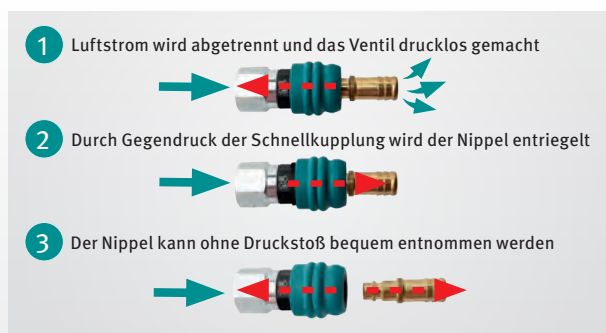 1 Luftstrom wird abgetrennt und das Ventil drucklos gemacht
2 Durch Gegendruck der Schnellkupplung wird der Nippel entriegelt
3 Der Nippel kann ohne Druckstoß bequem entnommen werden